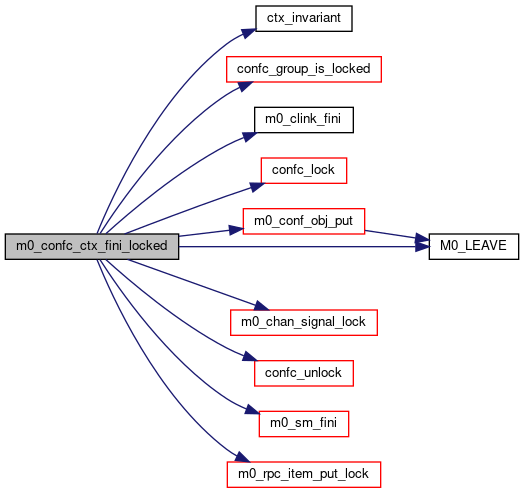 ctx_invariant
confc_group_is_locked
m0_clink_fini
confc_lock
m0_conf_obj_put
m0_confc_ctx_fini_locked
M0_LEAVE
m0_chan_signal_lock
confc_unlock
m0_sm_fini
m0_rpc_item_put_lock